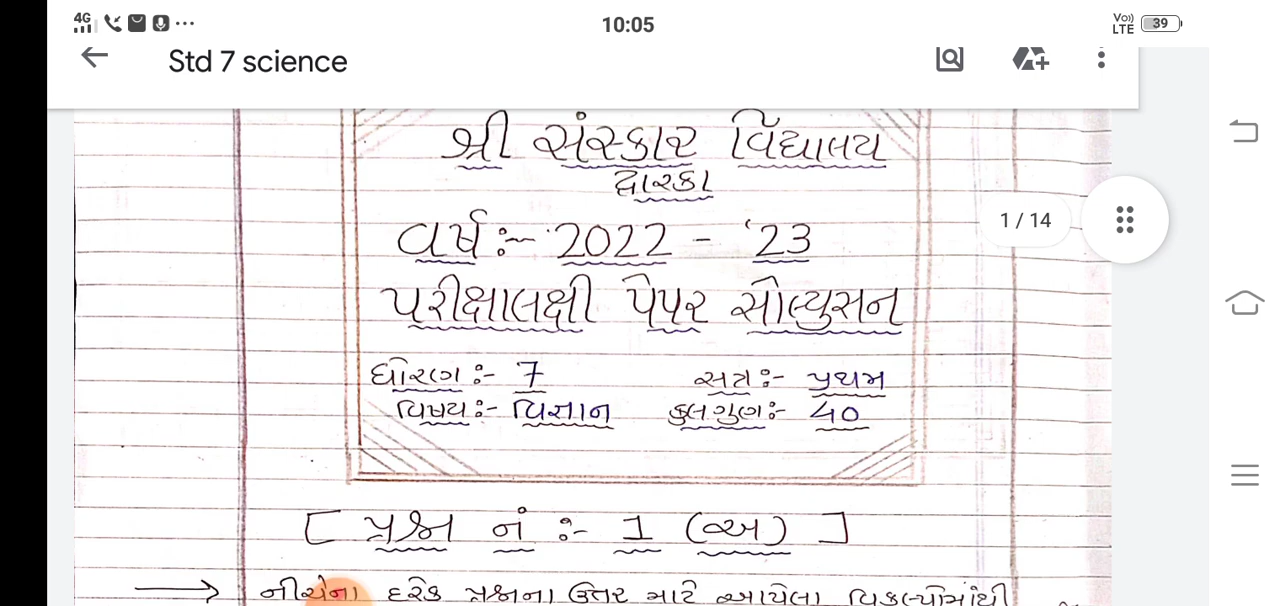 4G 10:05 Vo)) LTE 39
Std 7 science
શ્રી સંસ્કાર વિદ્યાલય
દ્વારકા
1 / 14
વર્ષ :- 2022 - '23
પરીક્ષાલક્ષી પેપર સોલ્યુસન
ધોરણ :- 7 સત્ર :- પ્રથમ
વિષય :- વિજ્ઞાન કુલગુણ :- 40
[ પ્રશ્ન નં :- 1 (અ) ]
→ નીચેના દરેક પ્રશ્નના ઉત્તર માટે આપેલા વિકલ્પોમાંથી